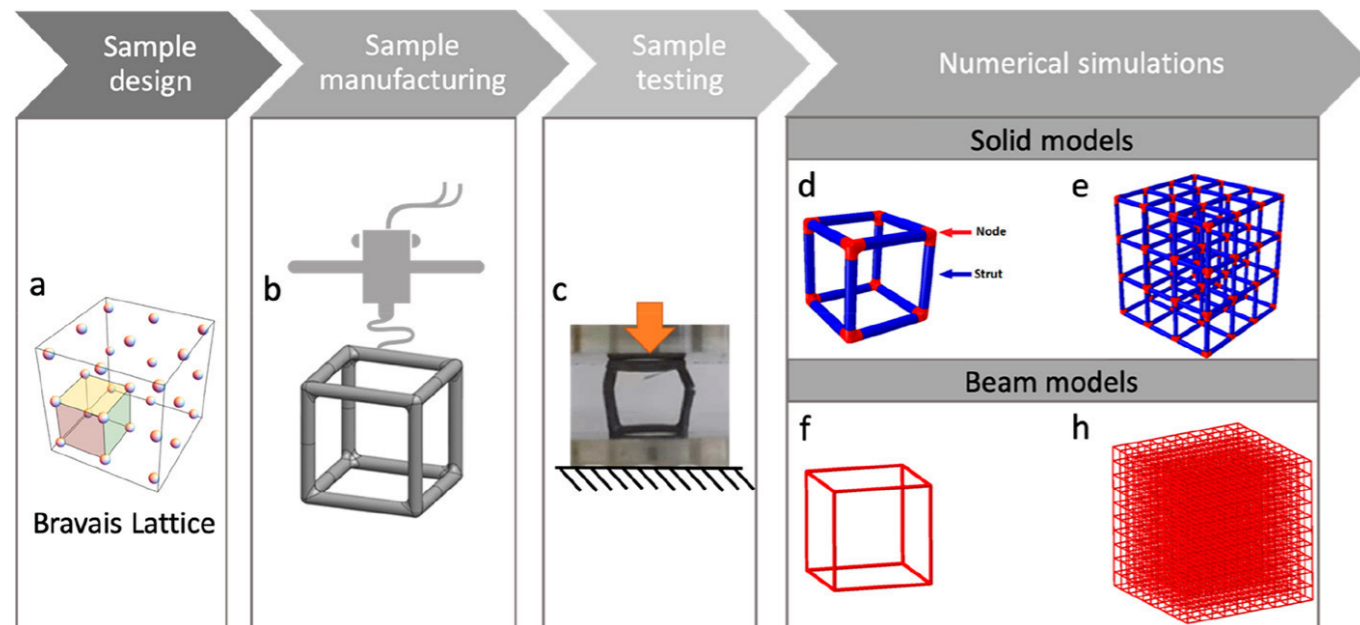 Sample
design
Sample
manufacturing
Sample
testing
Numerical simulations
Solid models
a
Bravais Lattice
b
c
d
Node
Strut
e
Beam models
f
h